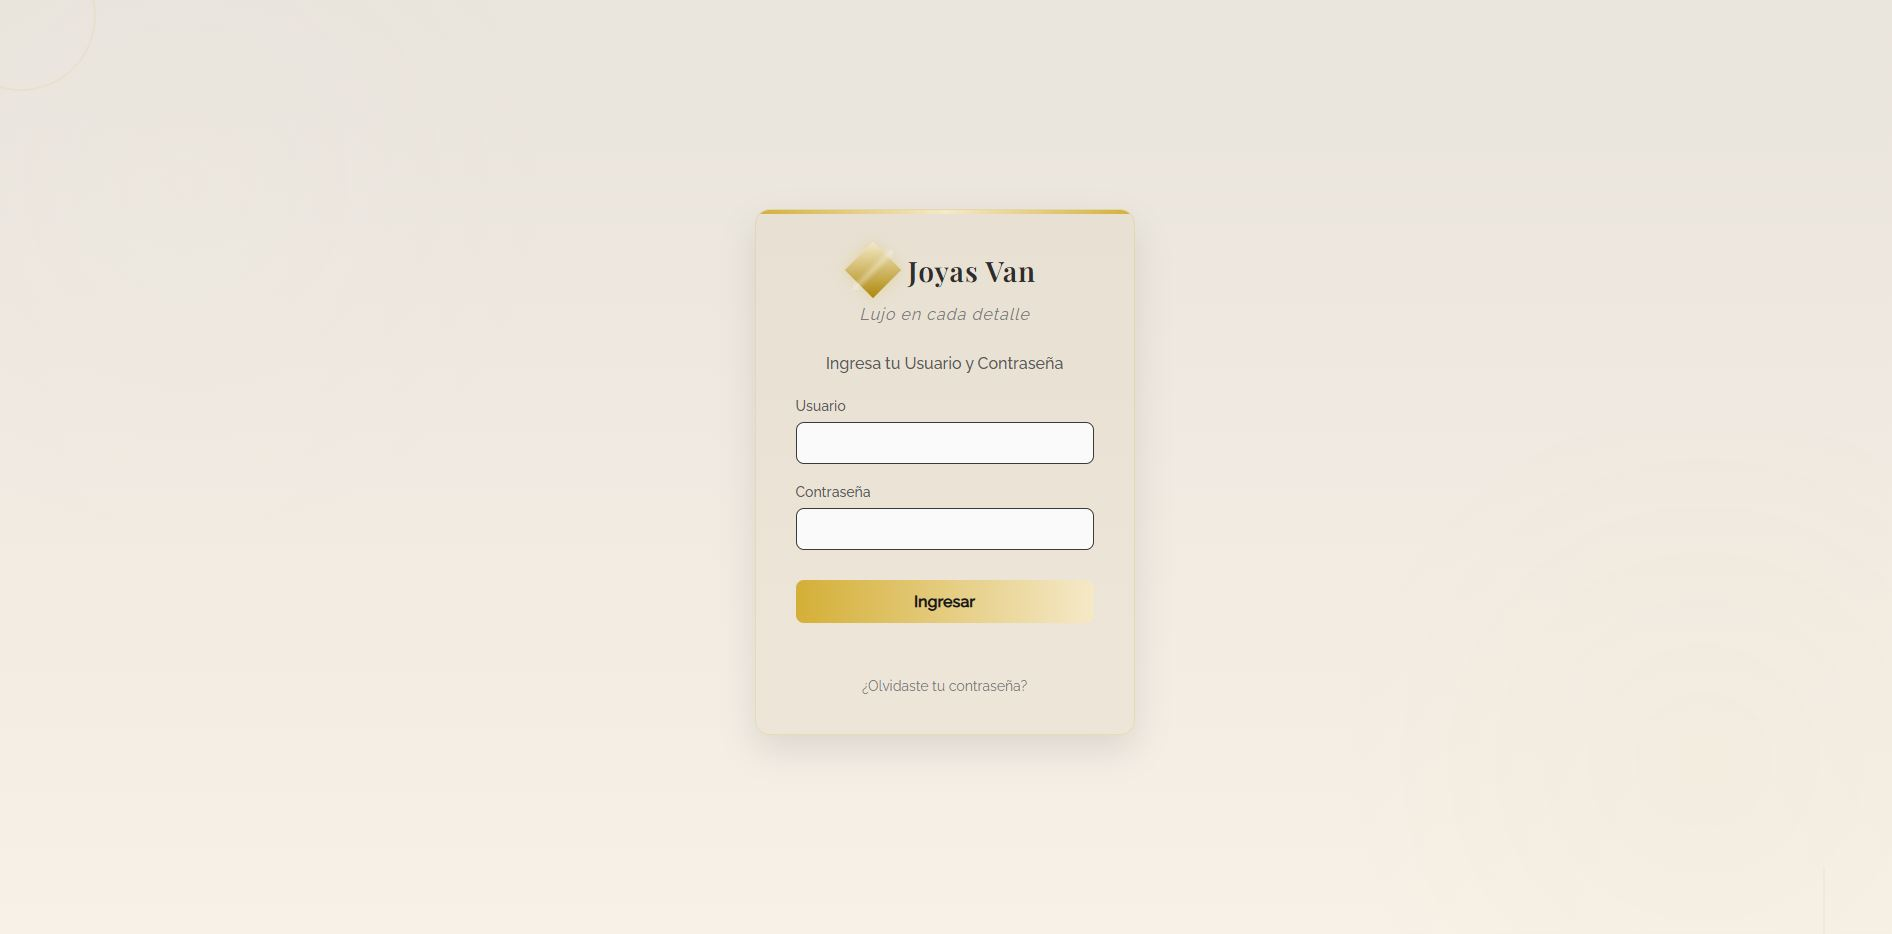 Joyas Van
Lujo en cada detalle
Ingresa tu Usuario y Contraseña
Usuario
Contraseña
Ingresar
¿Olvidaste tu contraseña?